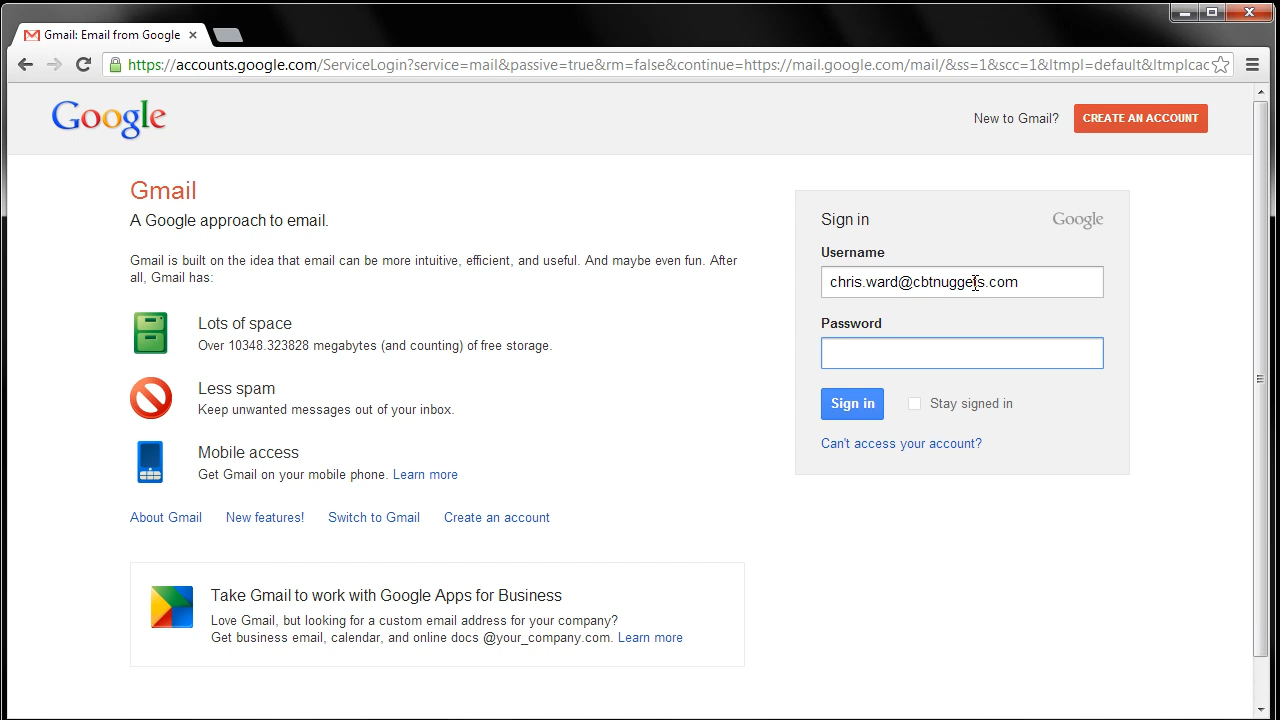 Gmail: Email from Google
https://accounts.google.com/ServiceLogin?service=mail&passive=true&rm=false&continue=https://mail.google.com/mail/&ss=1&scc=1&ltmpl=default&ltmplcac
Google
New to Gmail? CREATE AN ACCOUNT
Gmail
A Google approach to email.
Gmail is built on the idea that email can be more intuitive, efficient, and useful. And maybe even fun. After
all, Gmail has:
Lots of space
Over 10348.323828 megabytes (and counting) of free storage.
Less spam
Keep unwanted messages out of your inbox.
Mobile access
Get Gmail on your mobile phone. Learn more
About Gmail New features! Switch to Gmail Create an account
Take Gmail to work with Google Apps for Business
Love Gmail, but looking for a custom email address for your company?
Get business email, calendar, and online docs @your_company.com. Learn more
Sign in Google
Username
chris.ward@cbtnuggets.com
Password
Sign in Stay signed in
Can't access your account?